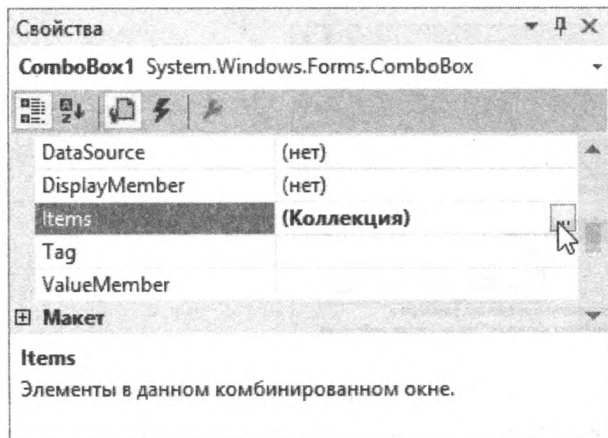 Свойства
ComboBox1 System.Windows.Forms.ComboBox
DataSource (нет)
DisplayMember (нет)
Items (Коллекция) ...
Tag
ValueMember
Макет
Items
Элементы в данном комбинированном окне.